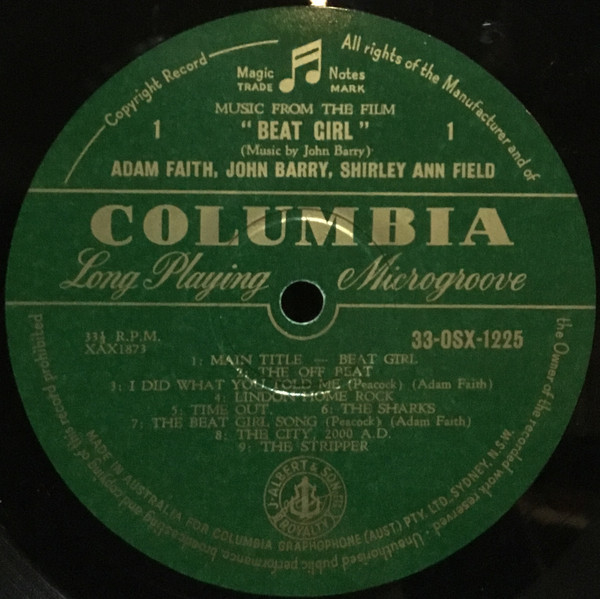 Copyright Record
All rights of the Manufacturer and of
the Owner of the recorded work reserved · Unauthorised public performance, broadcasting and copying of this record prohibited
Magic Notes
TRADE MARK
MUSIC FROM THE FILM
1 "BEAT GIRL" 1
(Music by John Barry)
ADAM FAITH, JOHN BARRY, SHIRLEY ANN FIELD
COLUMBIA
Long Playing Microgroove
33⅓ R.P.M. 33-OSX-1225
XAX1873
1: MAIN TITLE — BEAT GIRL
2: THE OFF BEAT
3: I DID WHAT YOU TOLD ME (Peacock) (Adam Faith)
4: LINDON HOME ROCK
5: TIME OUT. 6: THE SHARKS
7: THE BEAT GIRL SONG (Peacock) (Adam Faith)
8: THE CITY, 2000 A.D.
9: THE STRIPPER
J. ALBERT & SON
ROYALTY
MADE IN AUSTRALIA FOR COLUMBIA GRAPHOPHONE (AUST.) PTY. LTD., SYDNEY, N.S.W.